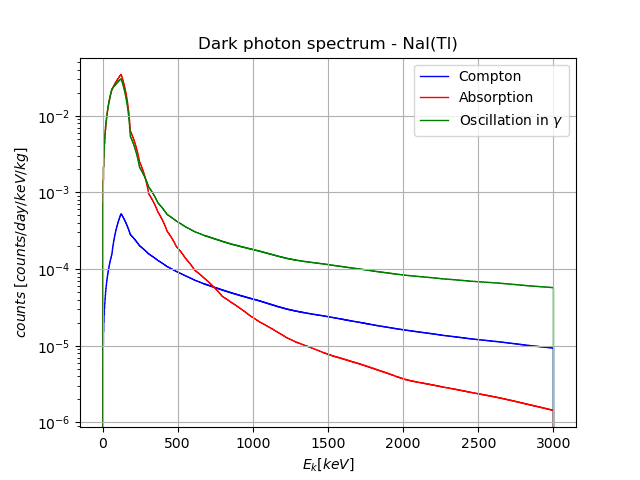 Dark photon spectrum - NaI(Tl)
Compton
Absorption
Oscillation in γ
counts [counts/day/keV/kg]
10⁻²
10⁻³
10⁻⁴
10⁻⁵
10⁻⁶
0 500 1000 1500 2000 2500 3000
E_k[keV]